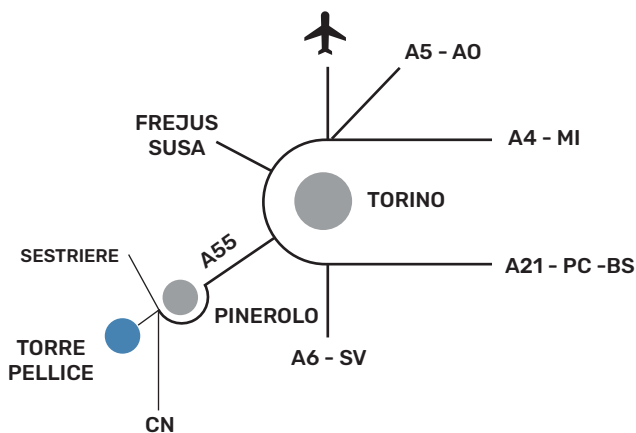 A5 - AO
FREJUS
SUSA
A4 - MI
TORINO
A55
SESTRIERE
A21 - PC -BS
PINEROLO
TORRE
PELLICE
A6 - SV
CN